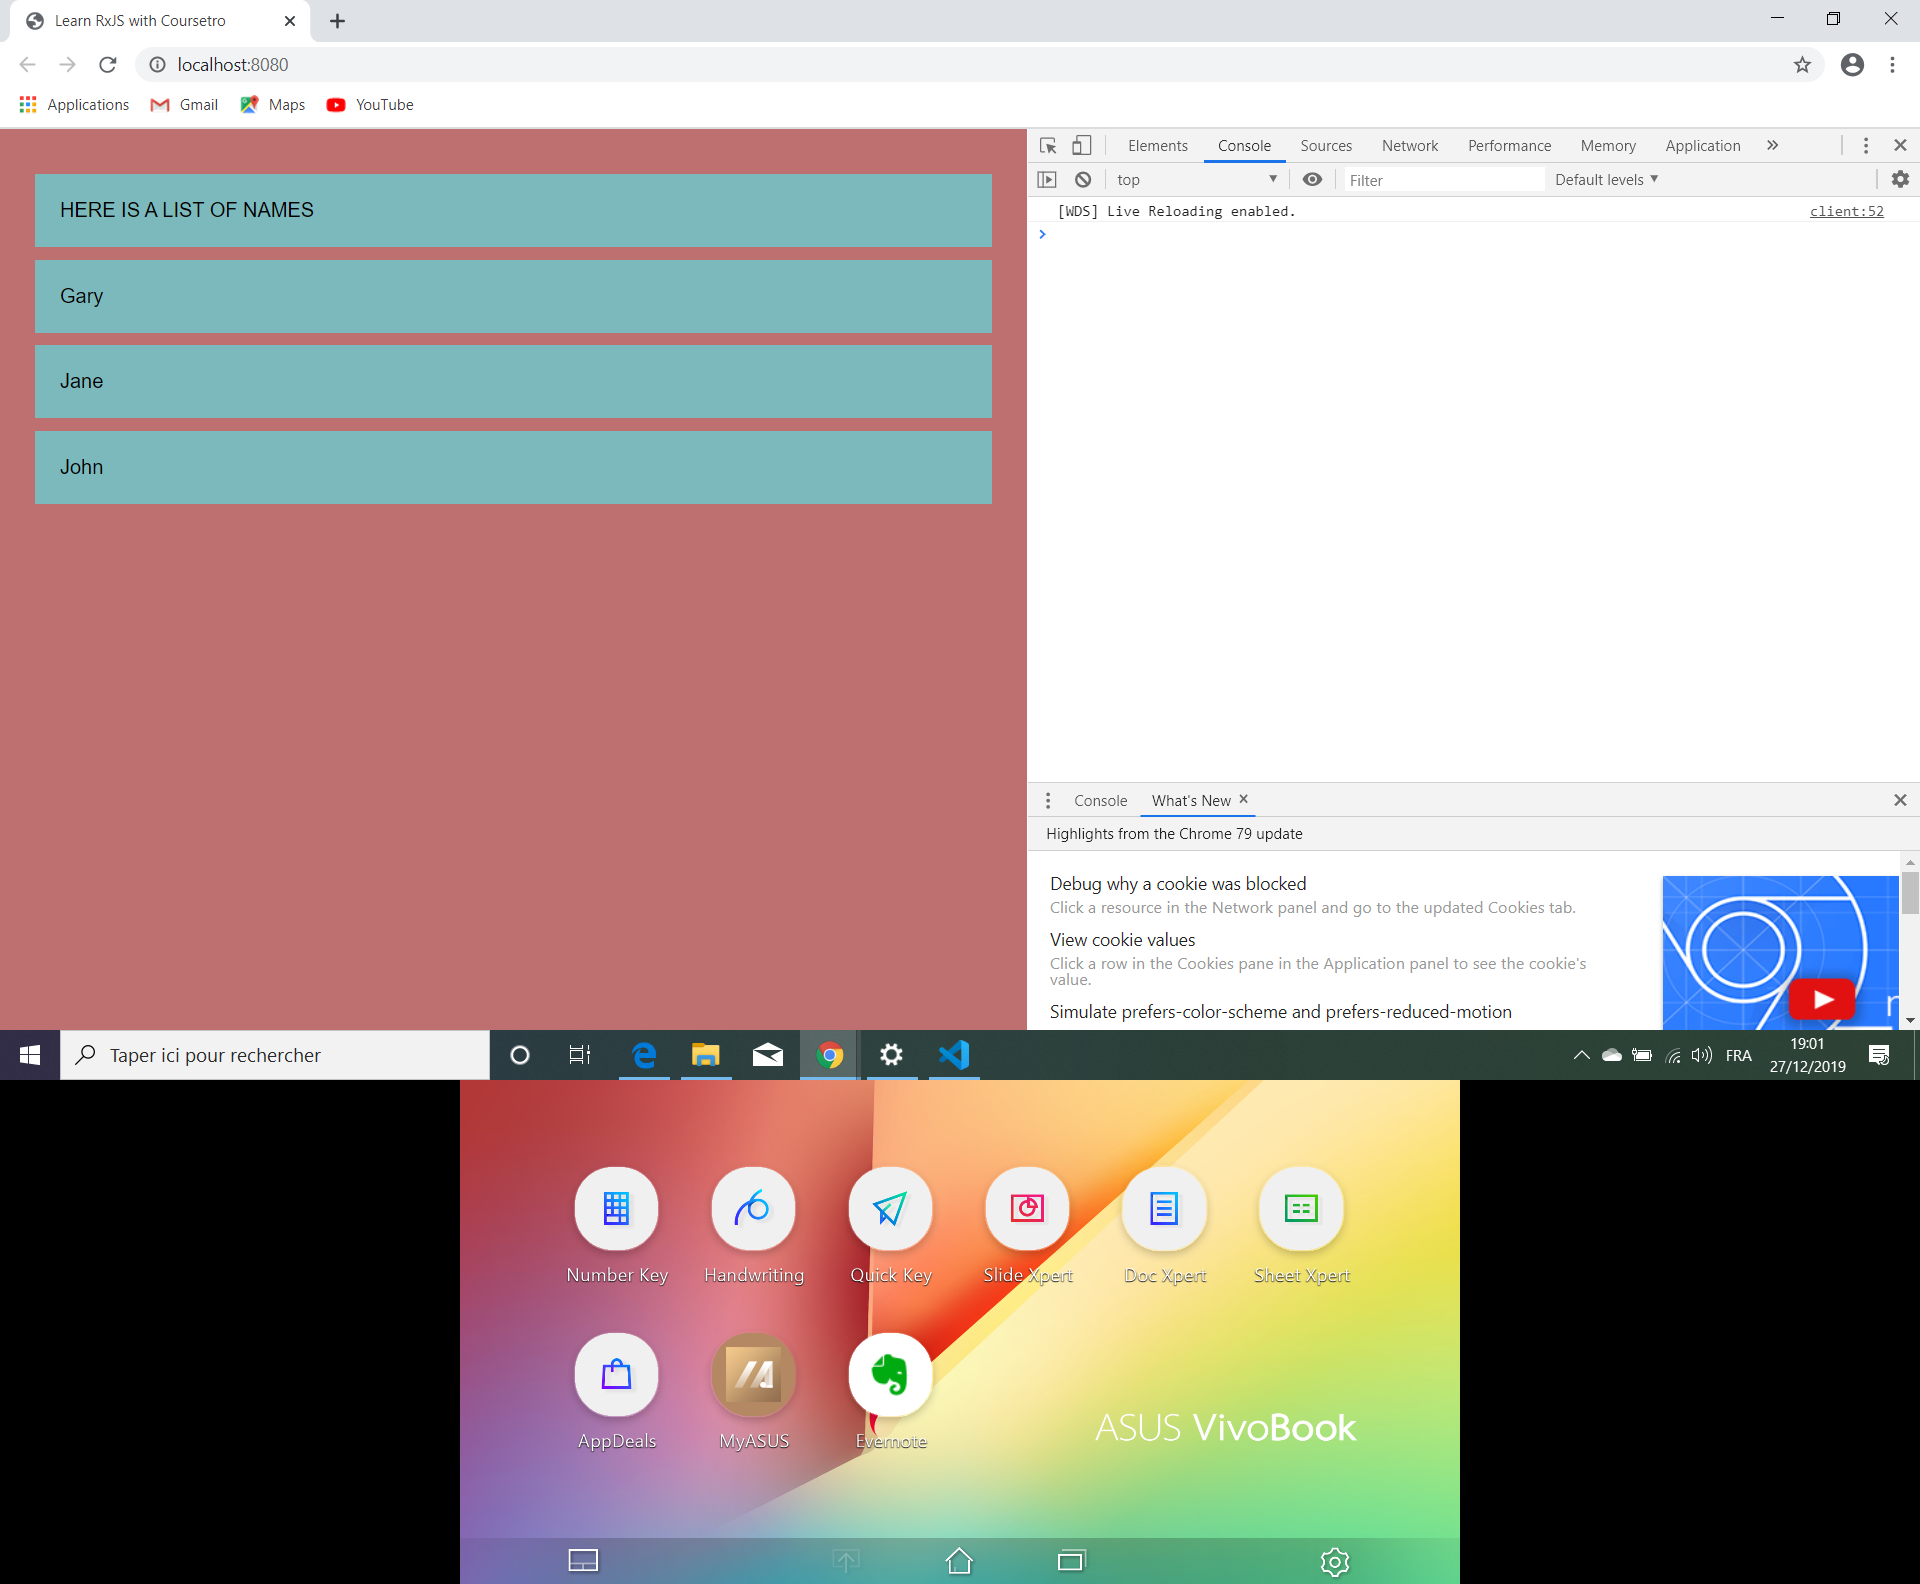 Learn RxJS with Coursetro
localhost:8080
Applications Gmail Maps YouTube
HERE IS A LIST OF NAMES
Gary
Jane
John
Elements Console Sources Network Performance Memory Application
top Filter Default levels
[WDS] Live Reloading enabled. client:52
Console What's New
Highlights from the Chrome 79 update
Debug why a cookie was blocked
Click a resource in the Network panel and go to the updated Cookies tab.
View cookie values
Click a row in the Cookies pane in the Application panel to see the cookie's
value.
Simulate prefers-color-scheme and prefers-reduced-motion
Taper ici pour rechercher
FRA
19:01
27/12/2019
Number Key Handwriting Quick Key Slide Xpert Doc Xpert Sheet Xpert
AppDeals MyASUS Evernote
ASUS VivoBook